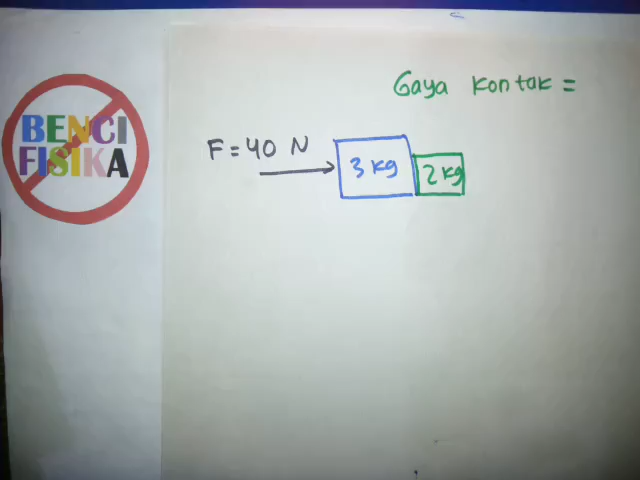 Gaya kontak =
BENCI
FISIKA
F = 40 N
3 kg
2 kg